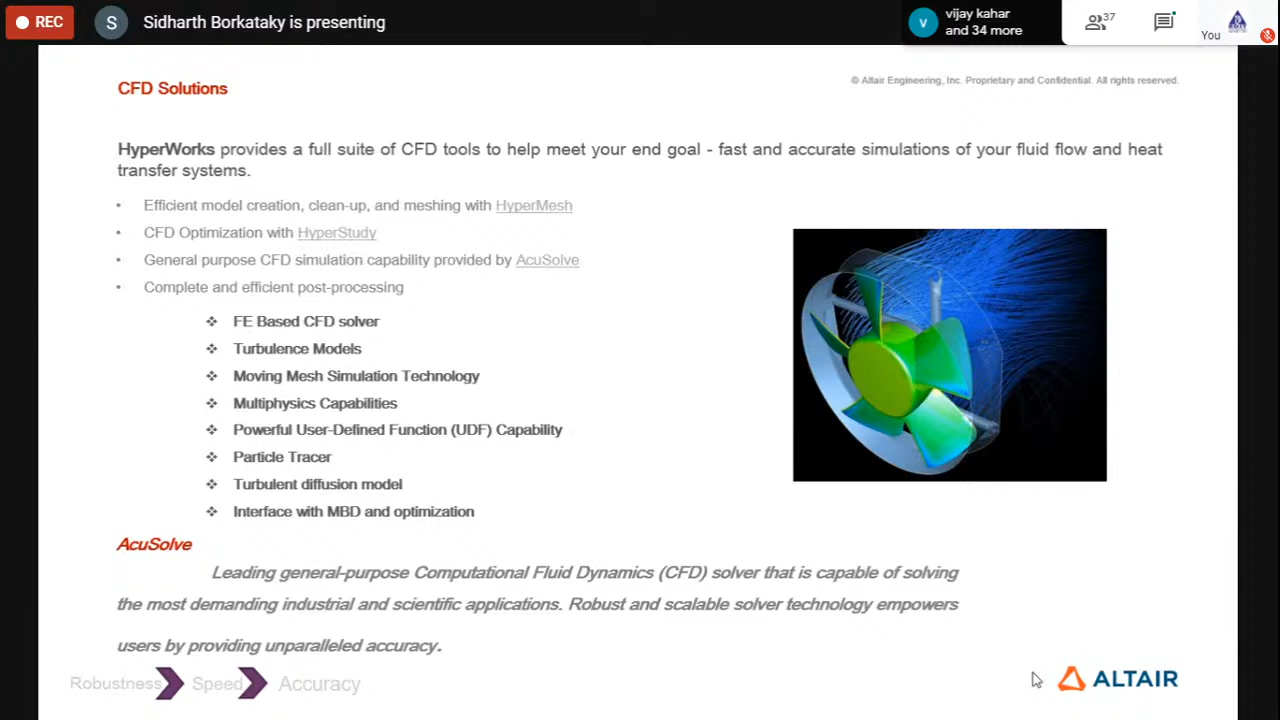 REC
S
Sidharth Borkataky is presenting
v
vijay kahar
and 34 more
37
You
CFD Solutions
© Altair Engineering, Inc. Proprietary and Confidential. All rights reserved.
HyperWorks provides a full suite of CFD tools to help meet your end goal - fast and accurate simulations of your fluid flow and heat
transfer systems.
• Efficient model creation, clean-up, and meshing with HyperMesh
• CFD Optimization with HyperStudy
• General purpose CFD simulation capability provided by AcuSolve
• Complete and efficient post-processing
❖ FE Based CFD solver
❖ Turbulence Models
❖ Moving Mesh Simulation Technology
❖ Multiphysics Capabilities
❖ Powerful User-Defined Function (UDF) Capability
❖ Particle Tracer
❖ Turbulent diffusion model
❖ Interface with MBD and optimization
AcuSolve
Leading general-purpose Computational Fluid Dynamics (CFD) solver that is capable of solving
the most demanding industrial and scientific applications. Robust and scalable solver technology empowers
users by providing unparalleled accuracy.
Robustness Speed Accuracy
ALTAIR